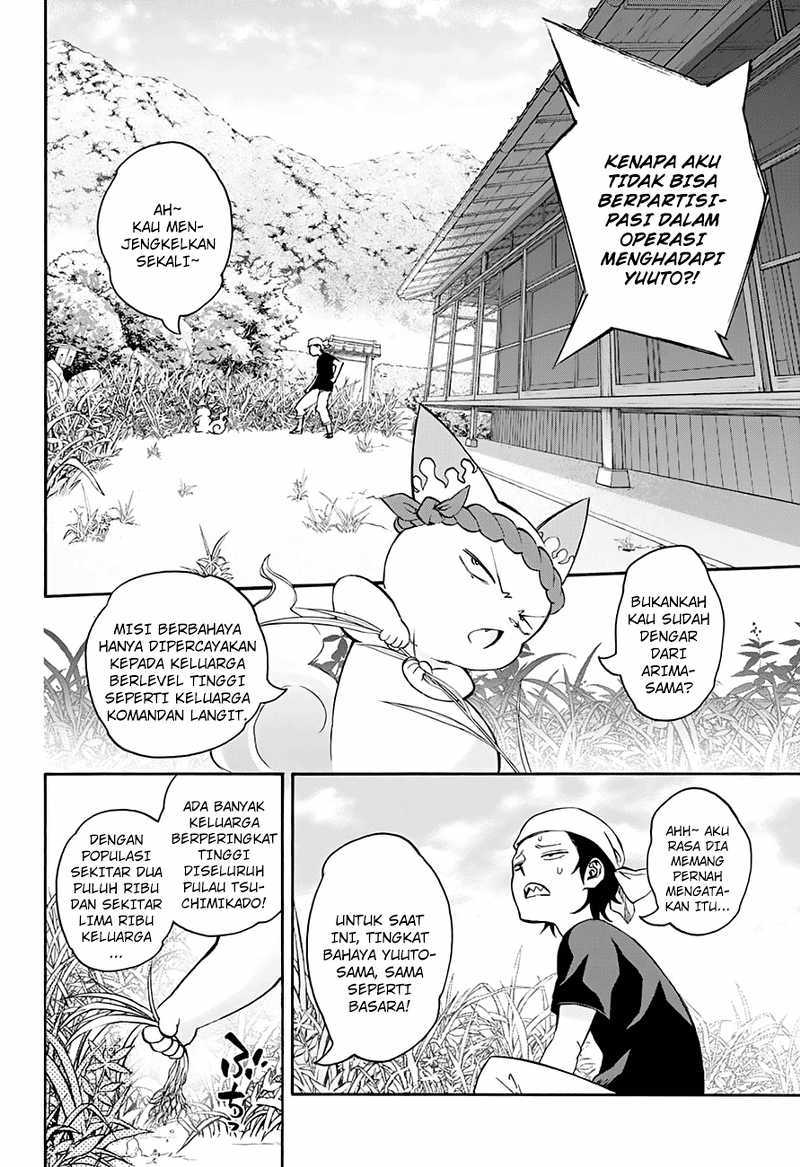 KENAPA AKU
TIDAK BISA
BERPARTISI-
PASI DALAM
OPERASI
MENGHADAPI
YUUTO?!
AH~
KAU MEN-
JENGKELKAN
SEKALI~
BUKANKAH
KAU SUDAH
DENGAR
DARI
ARIMA-
SAMA?
MISI BERBAHAYA
HANYA DIPERCAYAKAN
KEPADA KELUARGA
BERLEVEL TINGGI
SEPERTI KELUARGA
KOMANDAN LANGIT.
AHH~ AKU
RASA DIA
MEMANG
PERNAH
MENGATA-
KAN ITU...
UNTUK SAAT
INI, TINGKAT
BAHAYA YUUTO-
SAMA, SAMA
SEPERTI
BASARA!
ADA BANYAK
KELUARGA
BERPERINGKAT
TINGGI
DISELURUH
PULAU TSU-
CHIMIKADO!
DENGAN
POPULASI
SEKITAR DUA
PULUH RIBU
DAN SEKITAR
LIMA RIBU
KELUARGA
...
ぶちっ